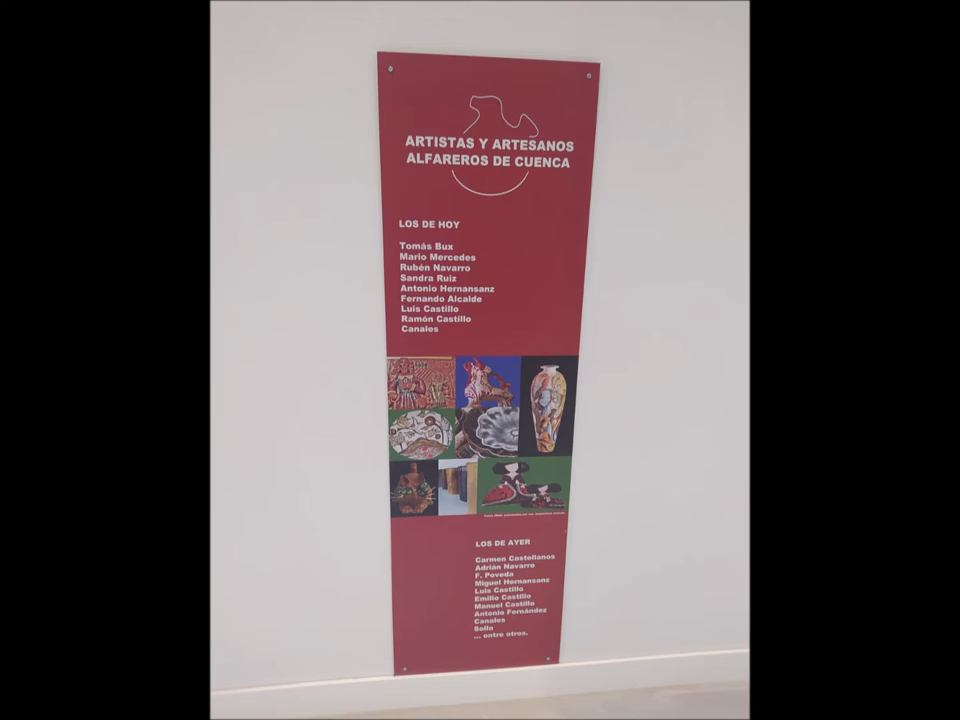 ARTISTAS Y ARTESANOS
ALFAREROS DE CUENCA
LOS DE HOY
Tomás Bux
Mario Mercedes
Rubén Navarro
Sandra Ruiz
Antonio Hernansanz
Fernando Alcalde
Luis Castillo
Ramón Castillo
Canales
LOS DE AYER
Carmen Castellanos
Adrián Navarro
F. Poveda
Miguel Hernansanz
Luis Castillo
Emilio Castillo
Manuel Castillo
Antonio Fernández
Canales
Solla
... entre otros.